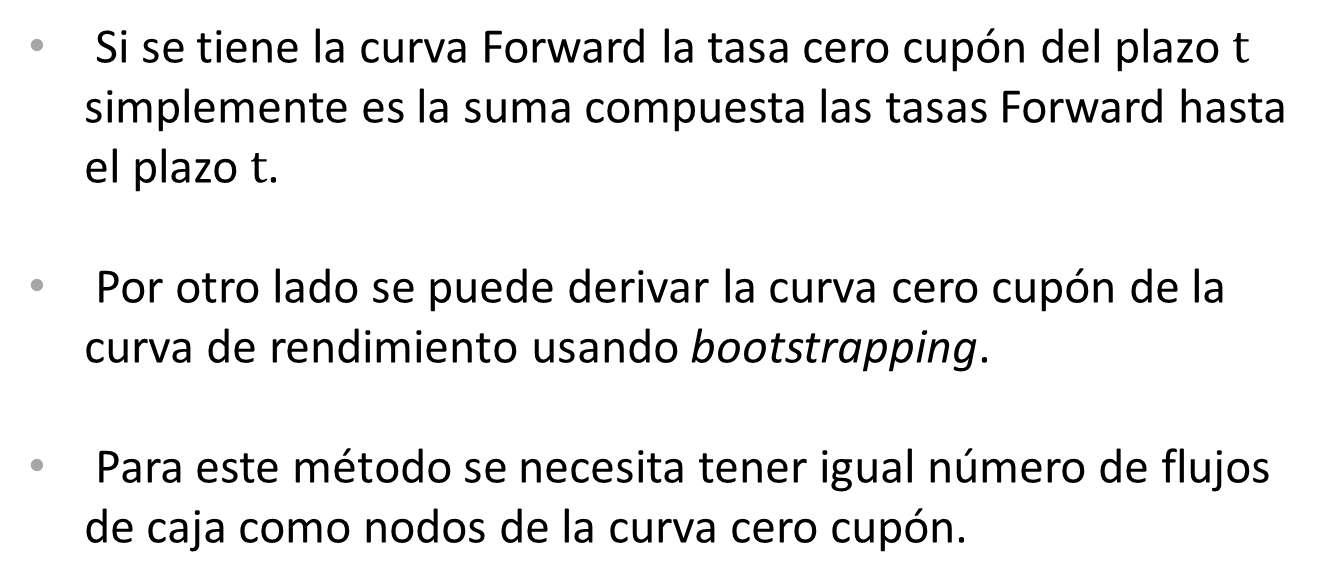 • Si se tiene la curva Forward la tasa cero cupón del plazo t
simplemente es la suma compuesta las tasas Forward hasta
el plazo t.
• Por otro lado se puede derivar la curva cero cupón de la
curva de rendimiento usando bootstrapping.
• Para este método se necesita tener igual número de flujos
de caja como nodos de la curva cero cupón.